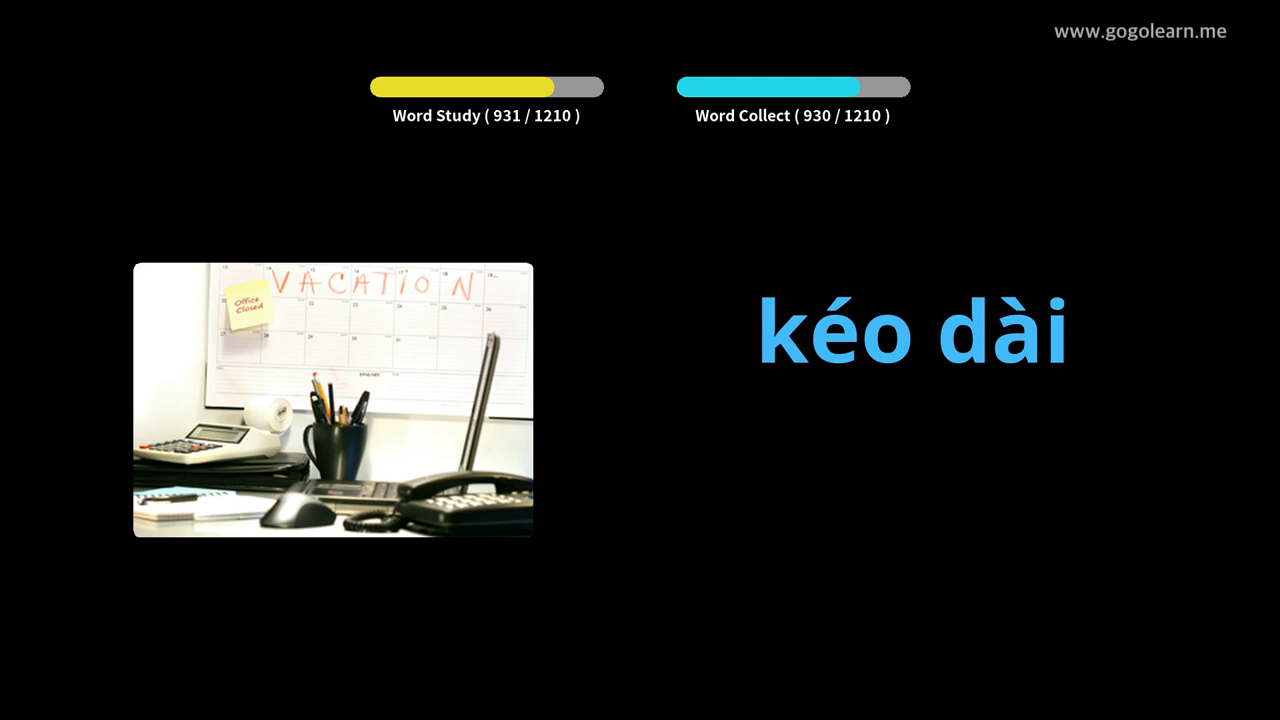 www.gogolearn.me
Word Study ( 931 / 1210 )
Word Collect ( 930 / 1210 )
VACATION
Office
Closed
kéo dài